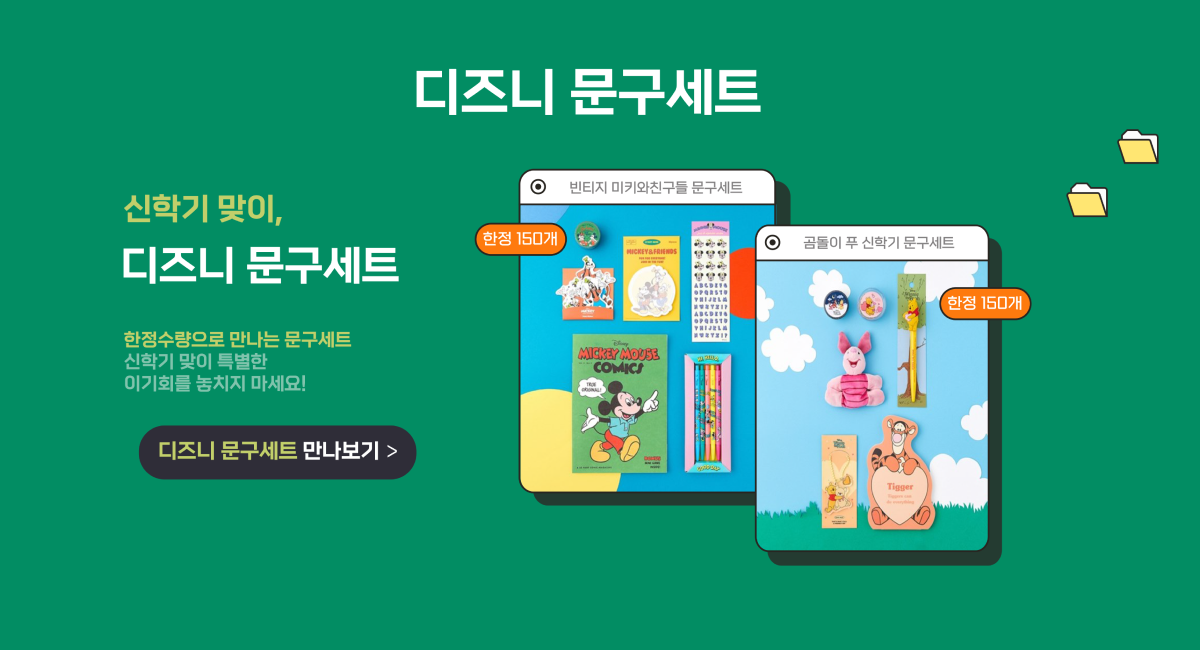 디즈니 문구세트
신학기 맞이,
디즈니 문구세트
한정수량으로 만나는 문구세트
신학기 맞이 특별한
이기회를 놓치지 마세요!
디즈니 문구세트 만나보기 >
빈티지 미키와친구들 문구세트
한정 150개
MICKEY & FRIENDS
Disney
MICKEY MOUSE
COMICS
TRUE
ORIGINAL!
곰돌이 푸 신학기 문구세트
한정 150개
Tigger